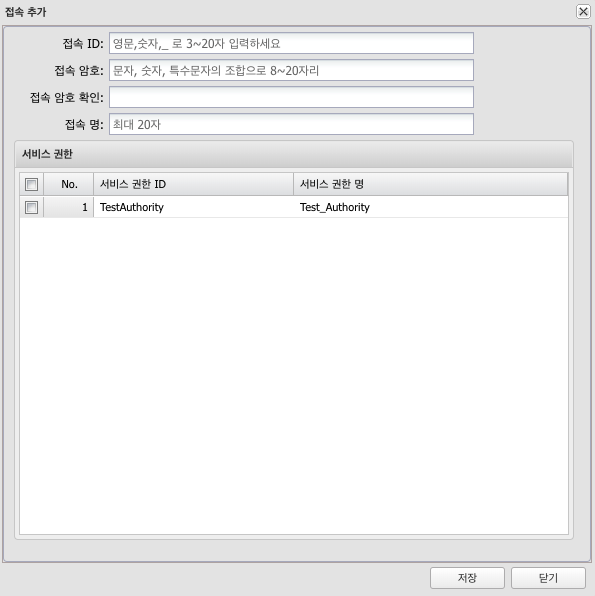 접속 추가
접속 ID: 영문,숫자,_ 로 3~20자 입력하세요
접속 암호: 문자, 숫자, 특수문자의 조합으로 8~20자리
접속 암호 확인:
접속 명: 최대 20자
서비스 권한
No. 서비스 권한 ID 서비스 권한 명
1 TestAuthority Test_Authority
저장 닫기